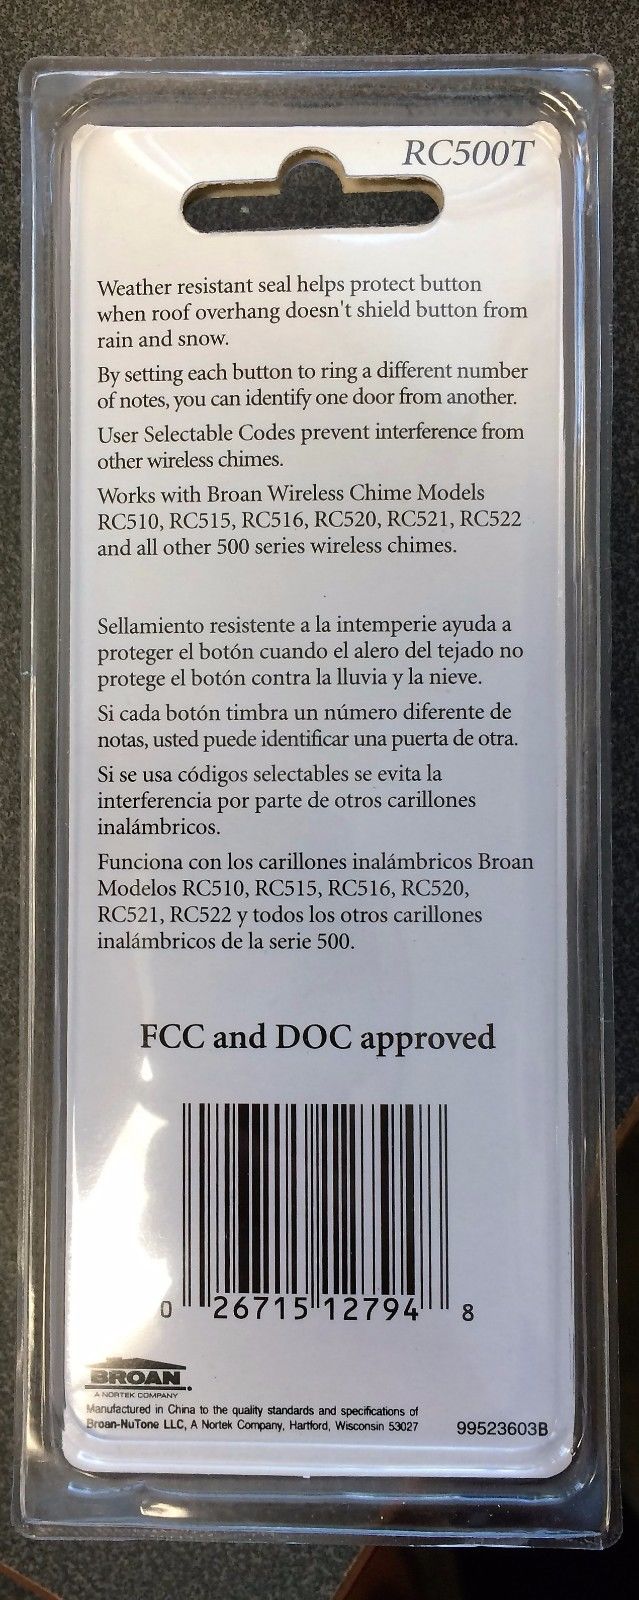 RC500T
Weather resistant seal helps protect button
when roof overhang doesn't shield button from
rain and snow.
By setting each button to ring a different number
of notes, you can identify one door from another.
User Selectable Codes prevent interference from
other wireless chimes.
Works with Broan Wireless Chime Models
RC510, RC515, RC516, RC520, RC521, RC522
and all other 500 series wireless chimes.
Sellamiento resistente a la intemperie ayuda a
proteger el botón cuando el alero del tejado no
protege el botón contra la lluvia y la nieve.
Si cada botón timbra un número diferente de
notas, usted puede identificar una puerta de otra.
Si se usa códigos selectables se evita la
interferencia por parte de otros carillones
inalámbricos.
Funciona con los carillones inalámbricos Broan
Modelos RC510, RC515, RC516, RC520,
RC521, RC522 y todos los otros carillones
inalámbricos de la serie 500.
FCC and DOC approved
0 26715 12794 8
BROAN
A NORTEK COMPANY
Manufactured in China to the quality standards and specifications of
Broan-NuTone LLC, A Nortek Company, Hartford, Wisconsin 53027
99523603B